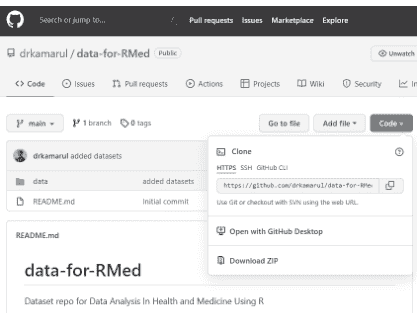 Search or jump to... / Pull requests Issues Marketplace Explore
drkamarul / data-for-RMed Public Unwatch
<> Code Issues Pull requests Actions Projects Wiki Security
main 1 branch 0 tags Go to file Add file Code
drkamarul added datasets
data added datasets
README.md Initial commit
Clone
HTTPS SSH GitHub CLI
https://github.com/drkamarul/data-for-RMe
Use Git or checkout with SVN using the web URL.
Open with GitHub Desktop
Download ZIP
README.md
data-for-RMed
Dataset repo for Data Analysis In Health and Medicine Using R